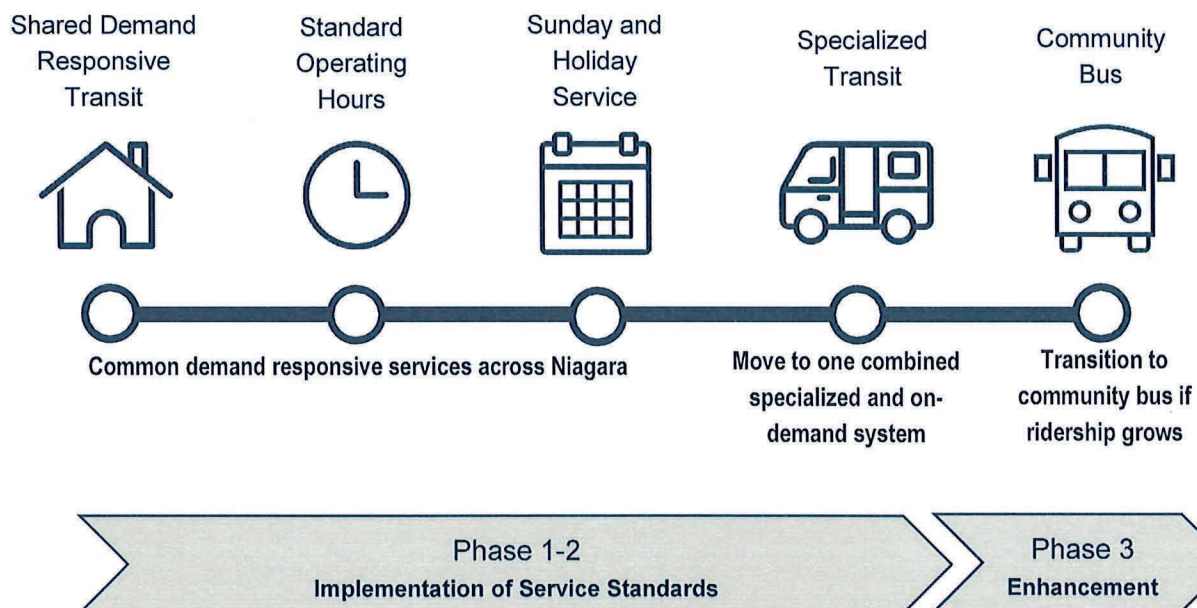 Shared Demand
Responsive
Transit
Standard
Operating
Hours
Sunday and
Holiday
Service
Specialized
Transit
Community
Bus
Common demand responsive services across Niagara
Move to one combined
specialized and on-
demand system
Transition to
community bus if
ridership grows
Phase 1-2
Implementation of Service Standards
Phase 3
Enhancement